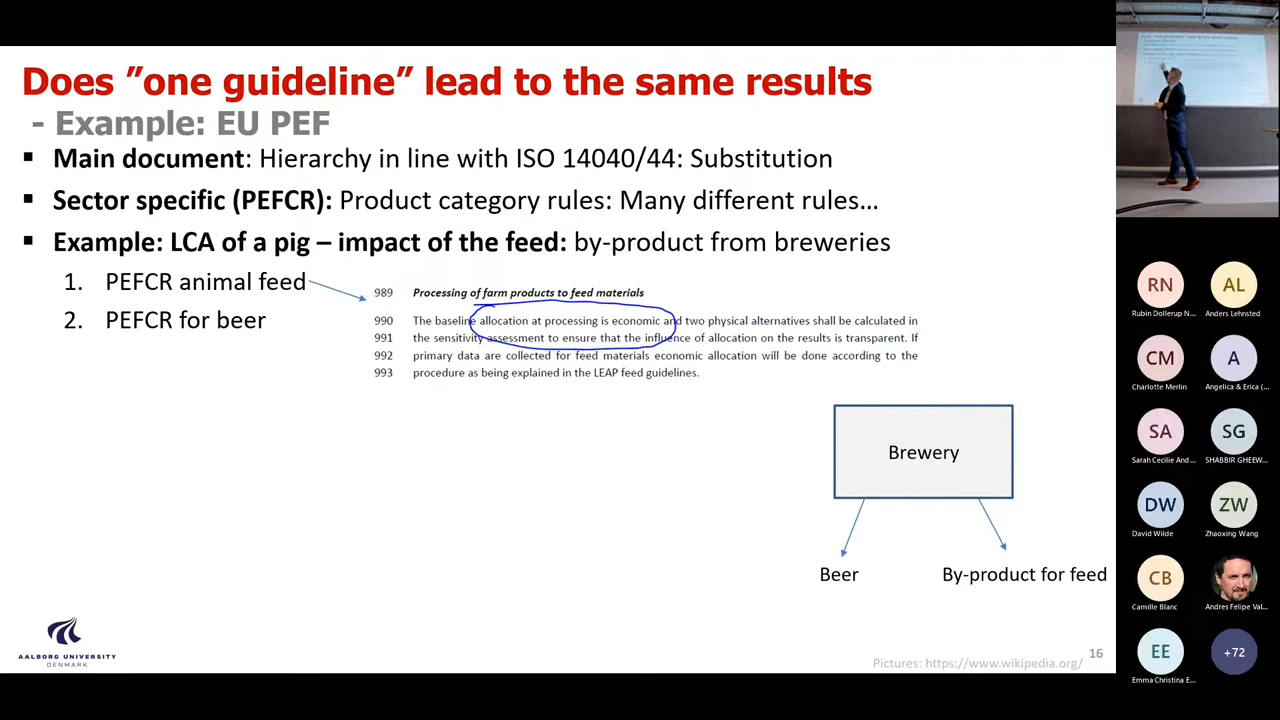 Does ”one guideline” lead to the same results
- Example: EU PEF
▪ Main document: Hierarchy in line with ISO 14040/44: Substitution
▪ Sector specific (PEFCR): Product category rules: Many different rules…
▪ Example: LCA of a pig – impact of the feed: by-product from breweries
1. PEFCR animal feed
2. PEFCR for beer
989 Processing of farm products to feed materials
990 The baseline allocation at processing is economic and two physical alternatives shall be calculated in
991 the sensitivity assessment to ensure that the influence of allocation on the results is transparent. If
992 primary data are collected for feed materials economic allocation will be done according to the
993 procedure as being explained in the LEAP feed guidelines.
Brewery
Beer
By-product for feed
AALBORG UNIVERSITY
DENMARK
16
Pictures: https://www.wikipedia.org/
RN
Rubin Dollerup N...
AL
Anders Lehnsted
CM
Charlotte Merlin
A
Angelica & Erica (...
SA
Sarah Cecilie And...
SG
SHABBIR GHEEW...
DW
David Wilde
ZW
Zhaoxing Wang
CB
Camille Blanc
Andres Felipe Val...
EE
Emma Christina E...
+72